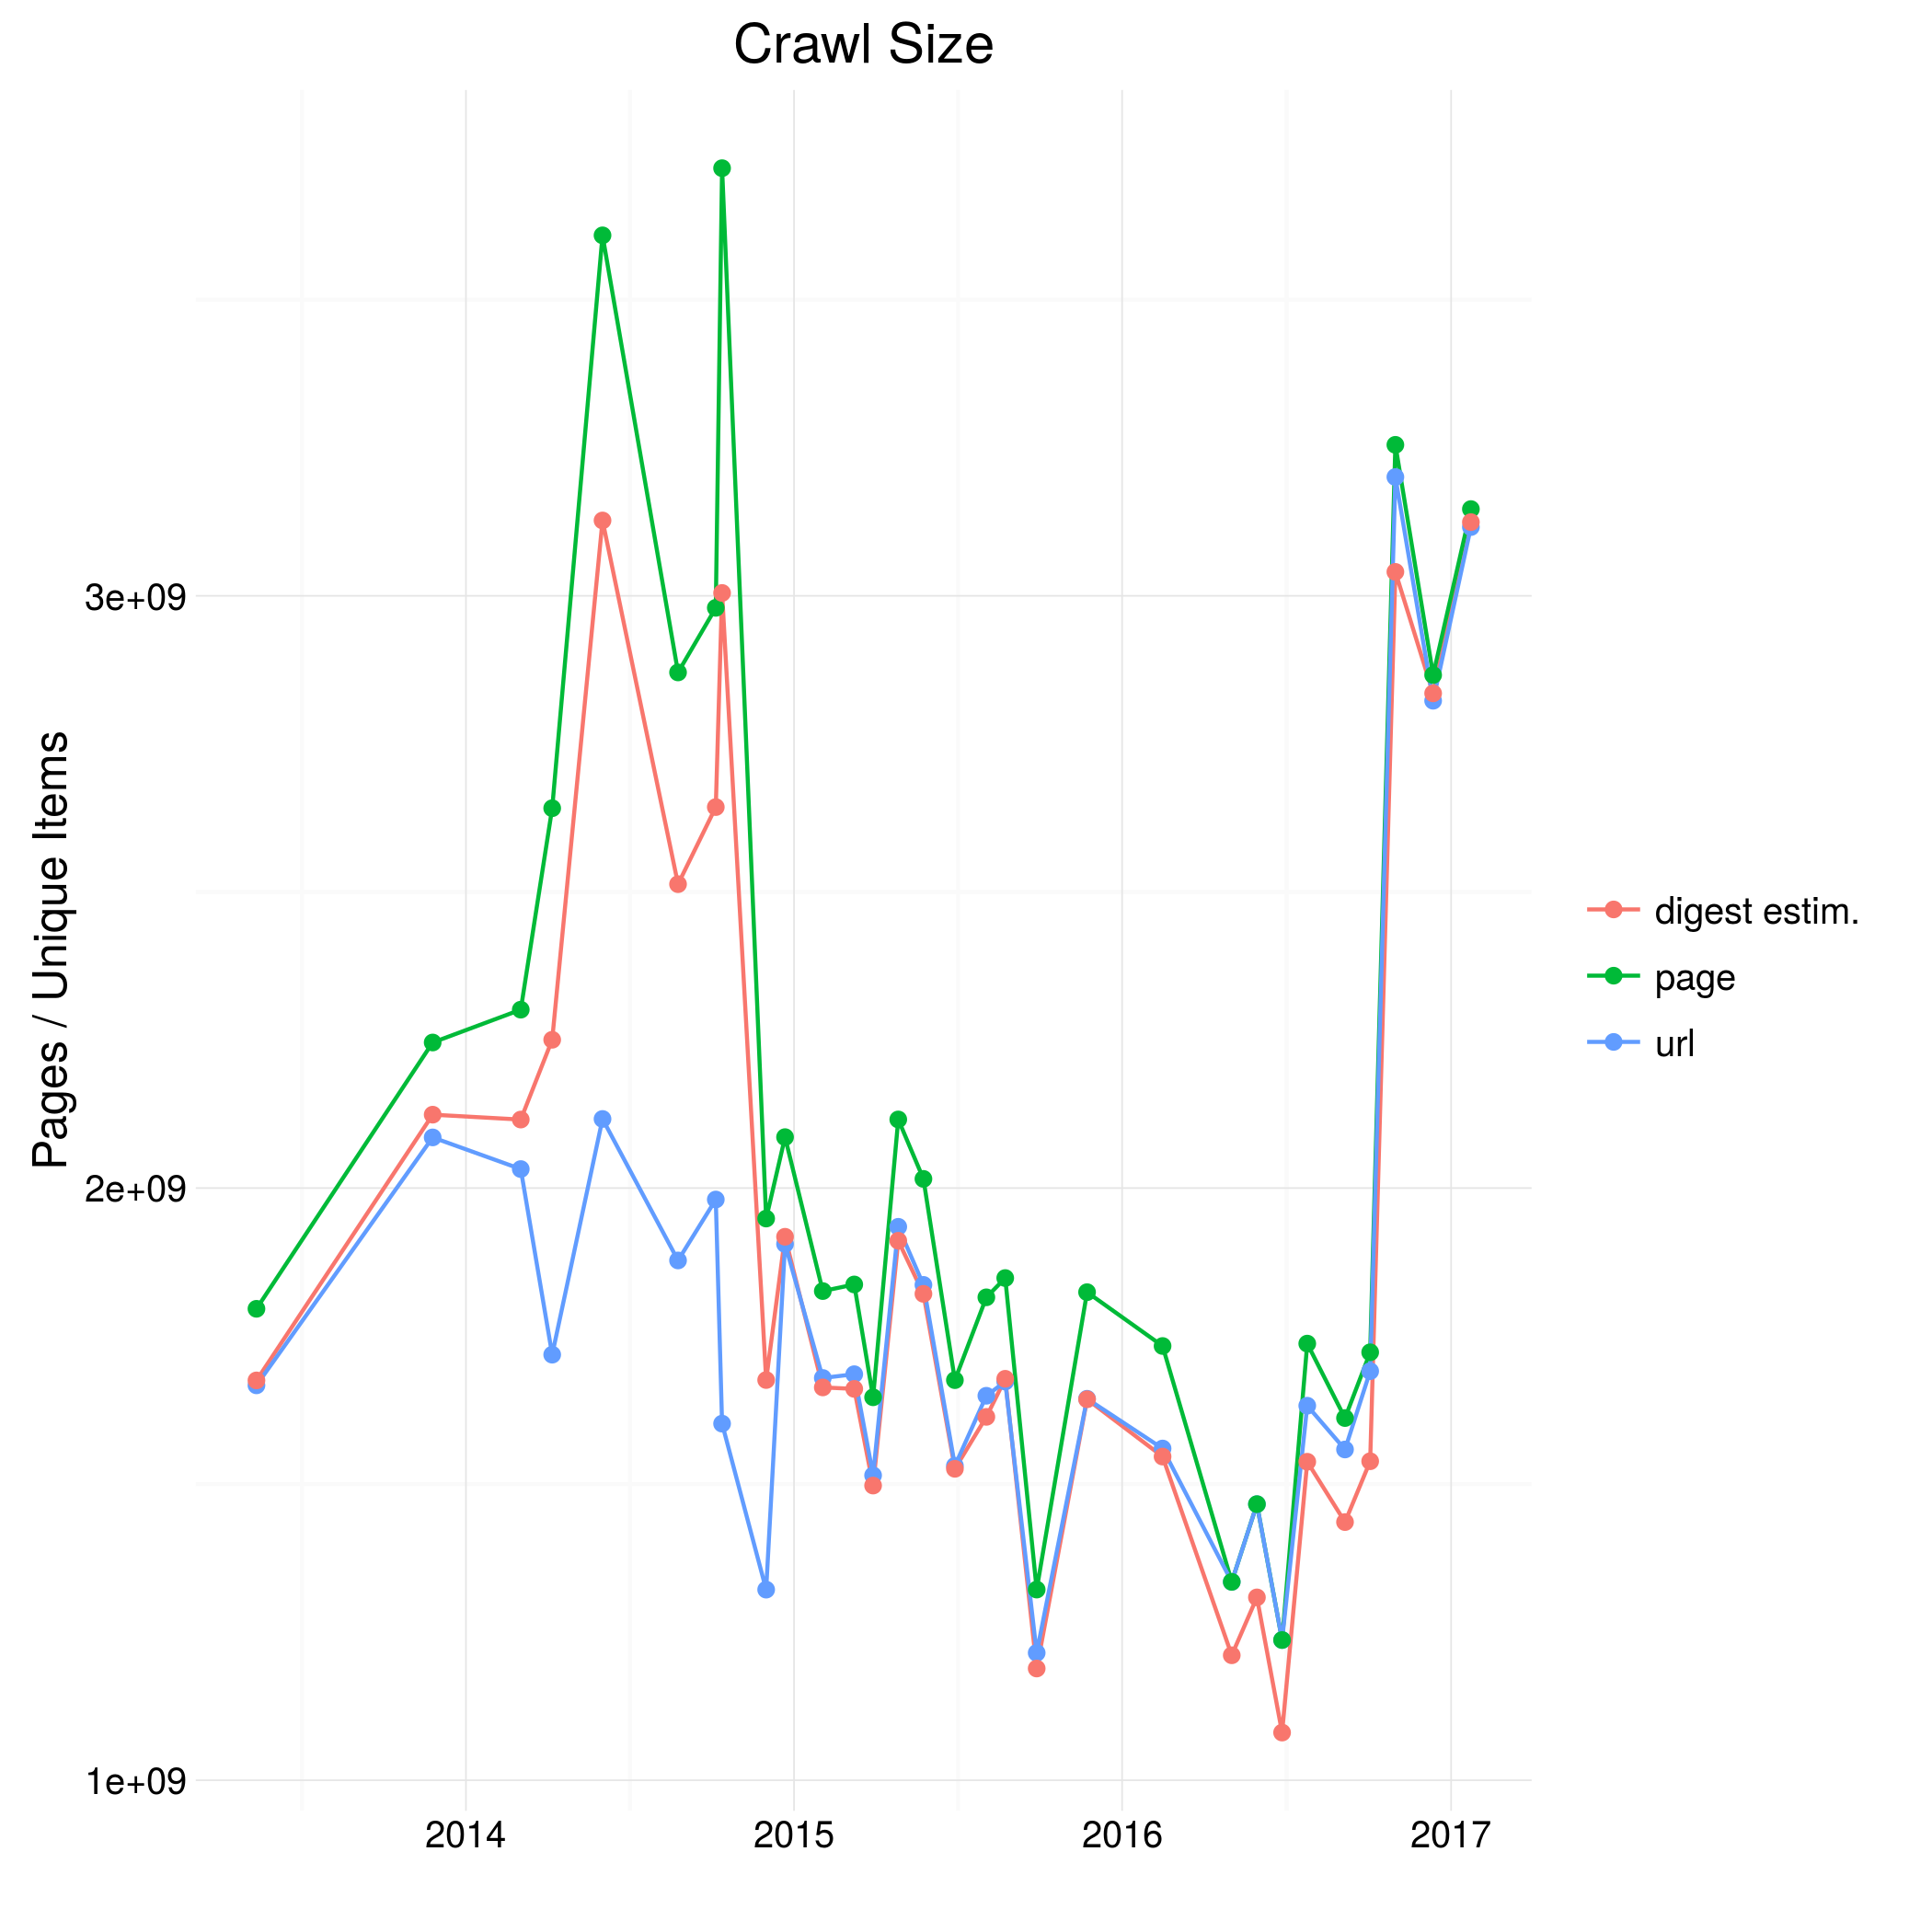 Crawl Size
Pages / Unique Items
3e+09
2e+09
1e+09
2014
2015
2016
2017
digest estim.
page
url